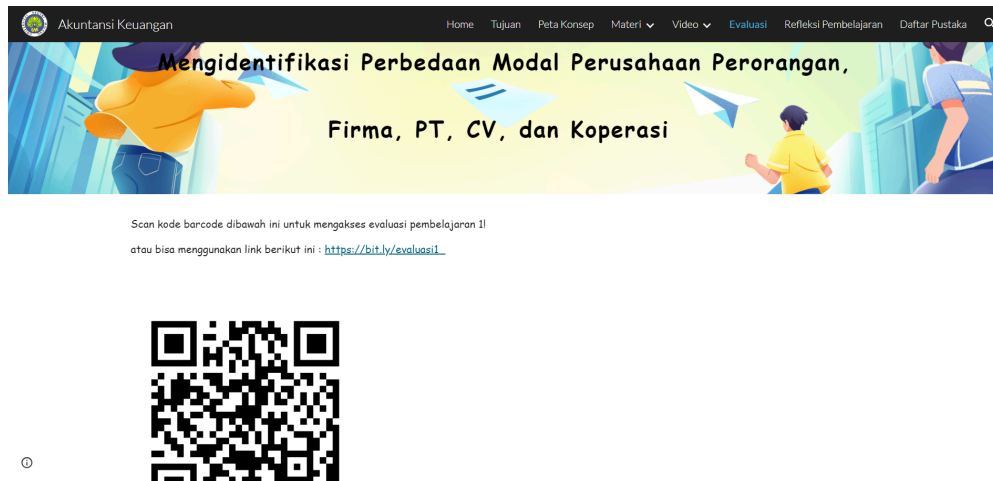 Akuntansi Keuangan
Home Tujuan Peta Konsep Materi Video Evaluasi Refleksi Pembelajaran Daftar Pustaka
Mengidentifikasi Perbedaan Modal Perusahaan Perorangan,
Firma, PT, CV, dan Koperasi
Scan kode barcode dibawah ini untuk mengakses evaluasi pembelajaran 1!
atau bisa menggunakan link berikut ini : https://bit.ly/evaluasi1_